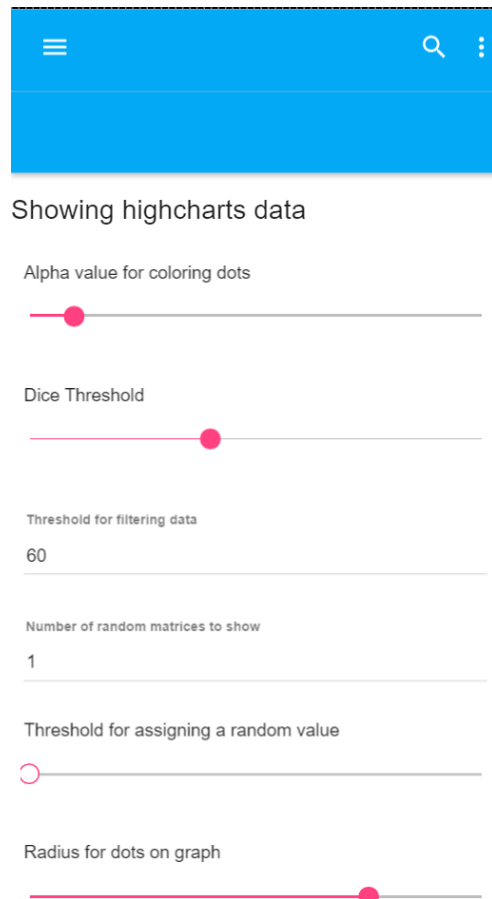 Showing highcharts data
Alpha value for coloring dots
Dice Threshold
Threshold for filtering data
60
Number of random matrices to show
1
Threshold for assigning a random value
Radius for dots on graph